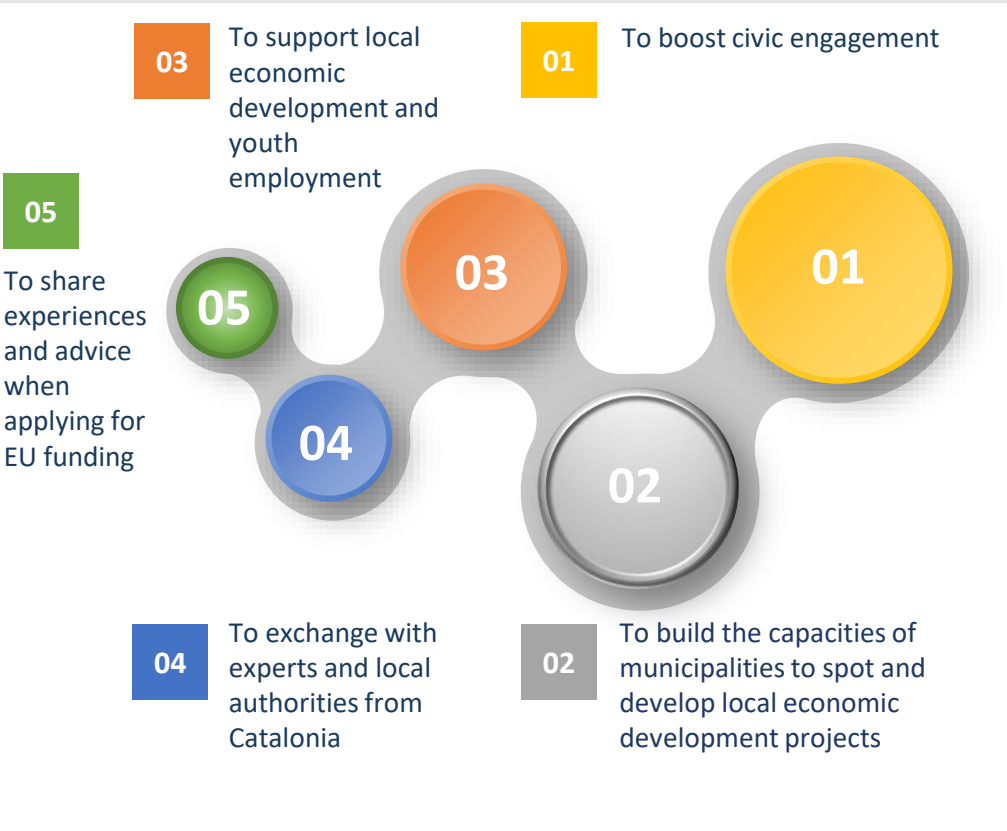 03
To support local
economic
development and
youth
employment
01
To boost civic engagement
05
To share
experiences
and advice
when
applying for
EU funding
05
03
01
04
02
04
To exchange with
experts and local
authorities from
Catalonia
02
To build the capacities of
municipalities to spot and
develop local economic
development projects